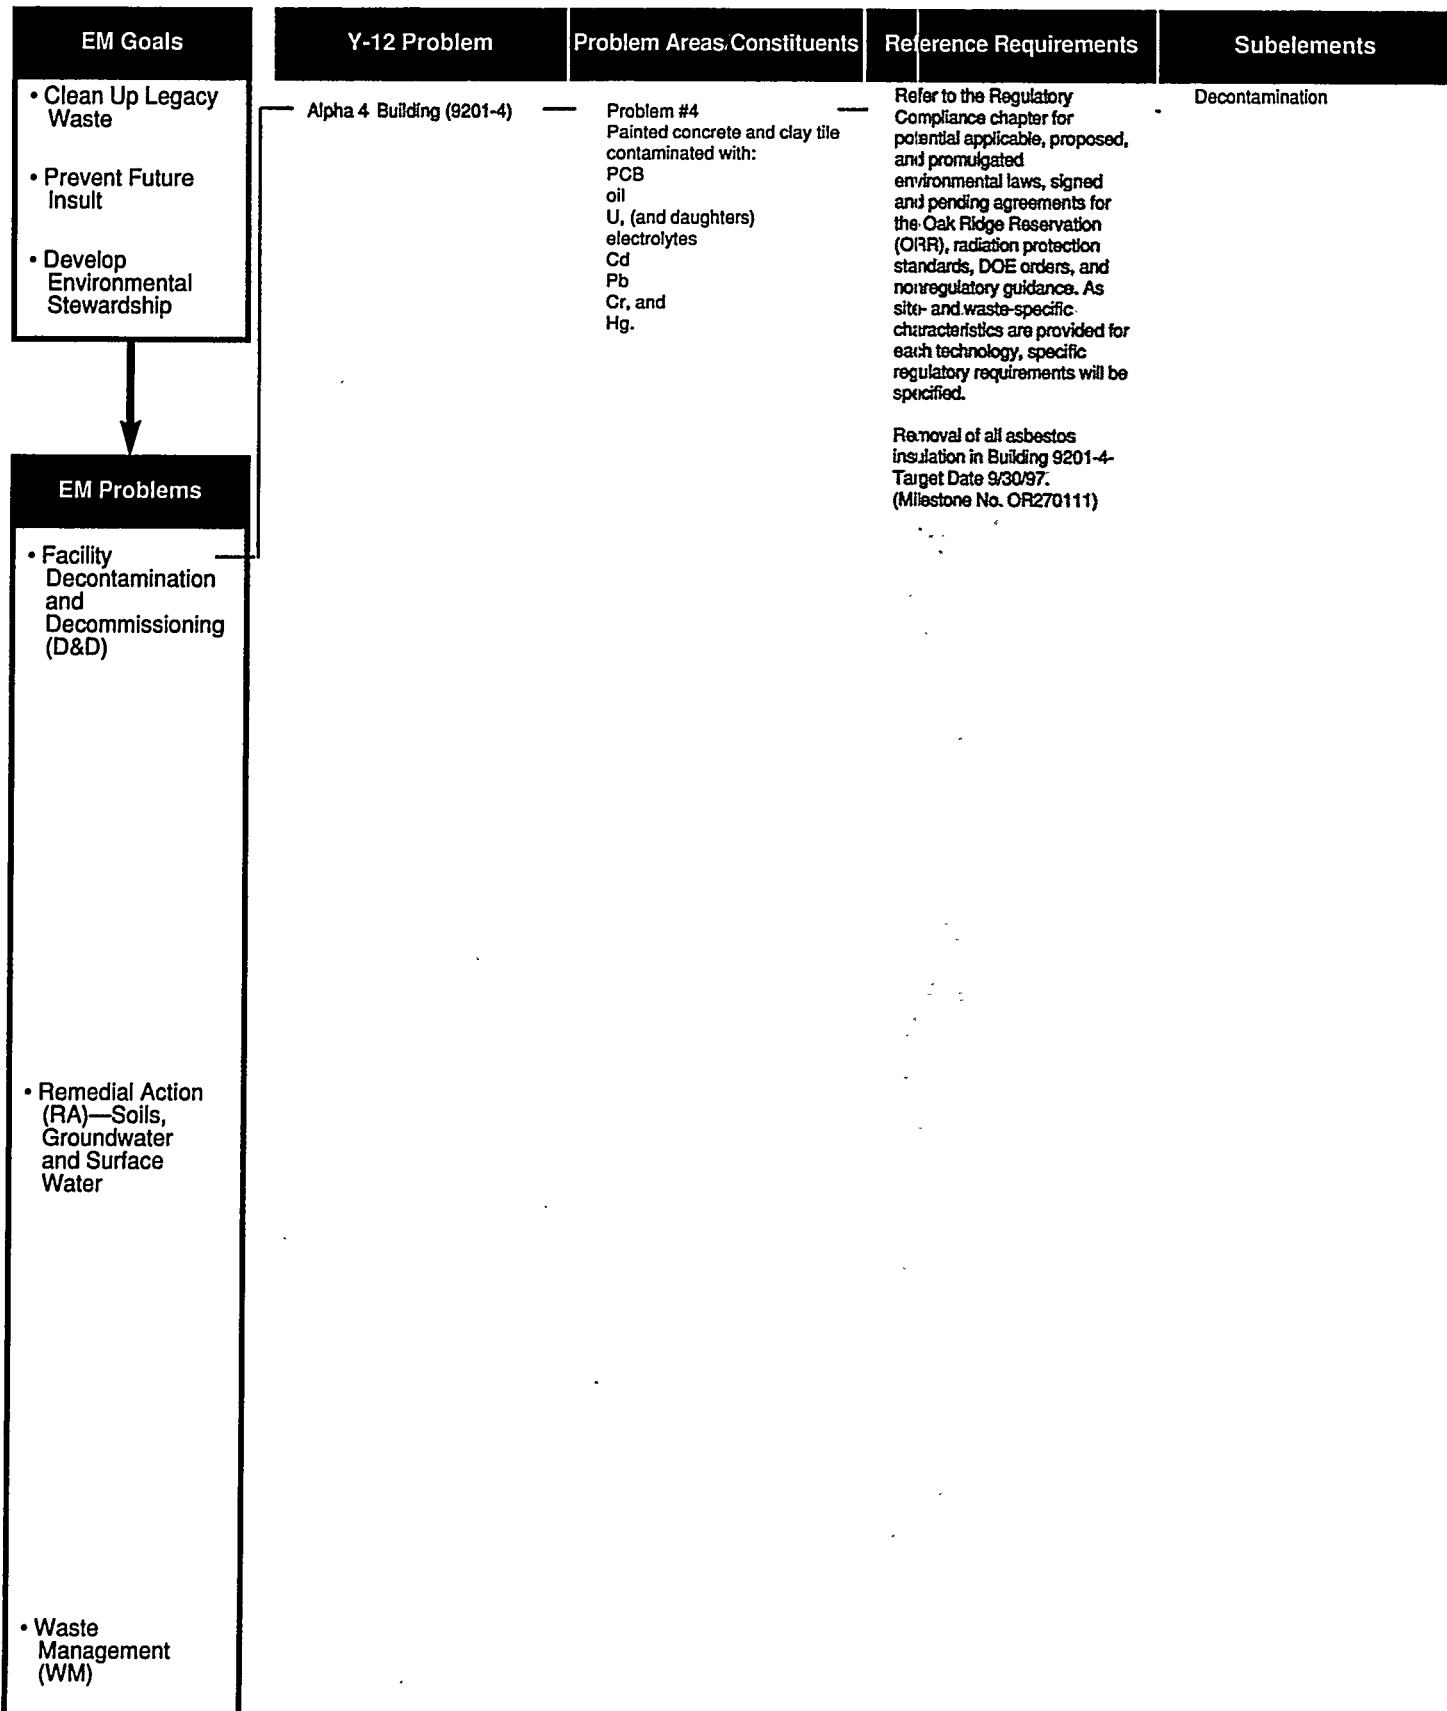 EM Goals
• Clean Up Legacy
Waste
• Prevent Future
Insult
• Develop
Environmental
Stewardship
EM Problems
• Facility
Decontamination
and
Decommissioning
(D&D)
• Remedial Action
(RA)—Soils,
Groundwater
and Surface
Water
• Waste
Management
(WM)
Y-12 Problem
Alpha 4 Building (9201-4)
Problem Areas/Constituents
Problem #4
Painted concrete and clay tile
contaminated with:
PCB
oil
U, (and daughters)
electrolytes
Cd
Pb
Cr, and
Hg.
Reference Requirements
Refer to the Regulatory
Compliance chapter for
potential applicable, proposed,
and promulgated
environmental laws, signed
and pending agreements for
the Oak Ridge Reservation
(ORR), radiation protection
standards, DOE orders, and
nonregulatory guidance. As
site- and waste-specific
characteristics are provided for
each technology, specific
regulatory requirements will be
specified.
Removal of all asbestos
insulation in Building 9201-4-
Target Date 9/30/97.
(Milestone No. OR270111)
Subelements
Decontamination